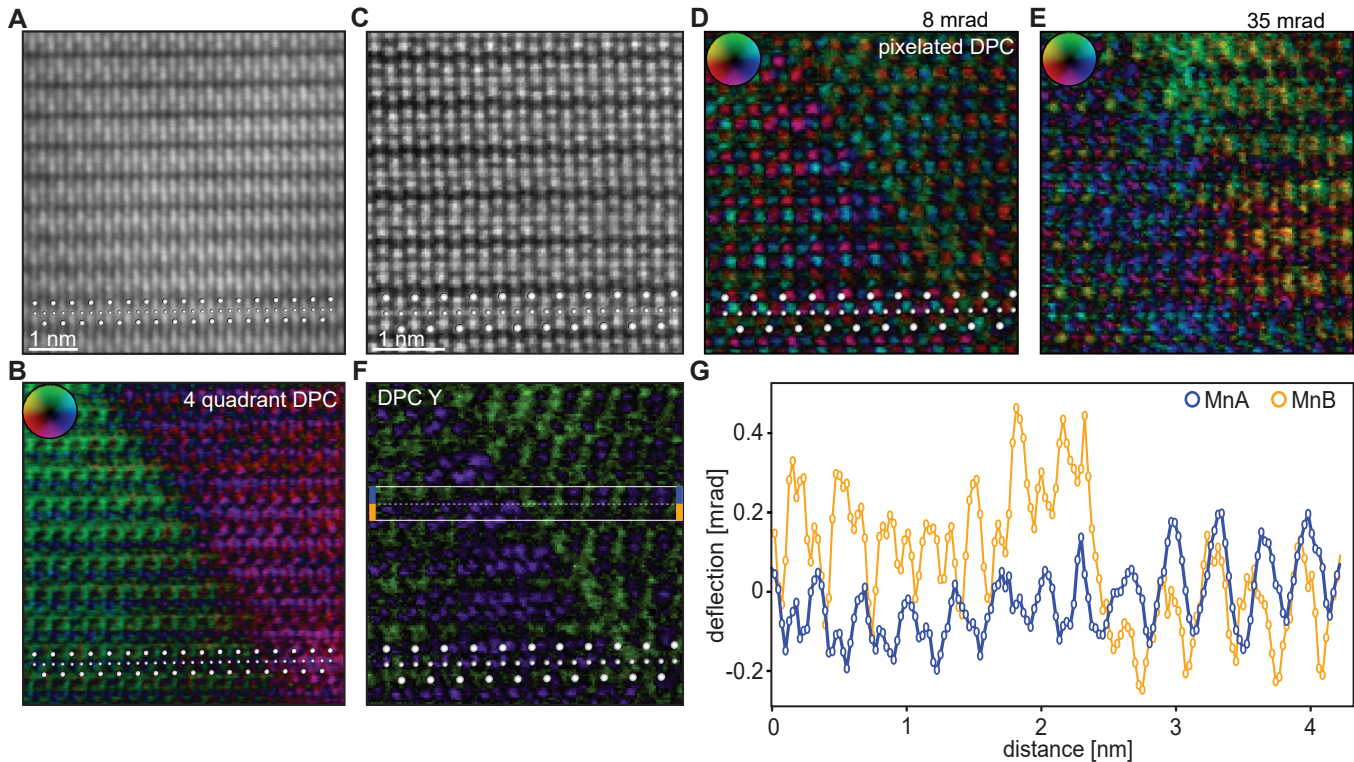 A
1 nm
C
8 mrad
D
pixelated DPC
35 mrad
E
B
4 quadrant DPC
F
DPC Y
G
MnA
MnB
deflection [mrad]
0.4
0.2
0
-0.2
0
1
2
3
4
distance [nm]
1 nm